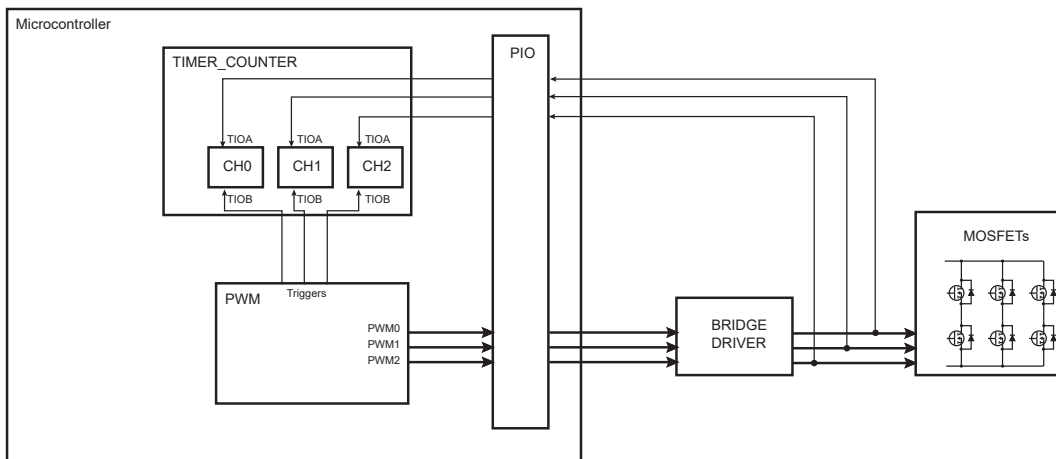 Microcontroller
TIMER_COUNTER
PIO
TIOA
TIOA
TIOA
CH0
CH1
CH2
TIOB
TIOB
TIOB
MOSFETs
Triggers
PWM
PWM0
PWM1
PWM2
BRIDGE
DRIVER